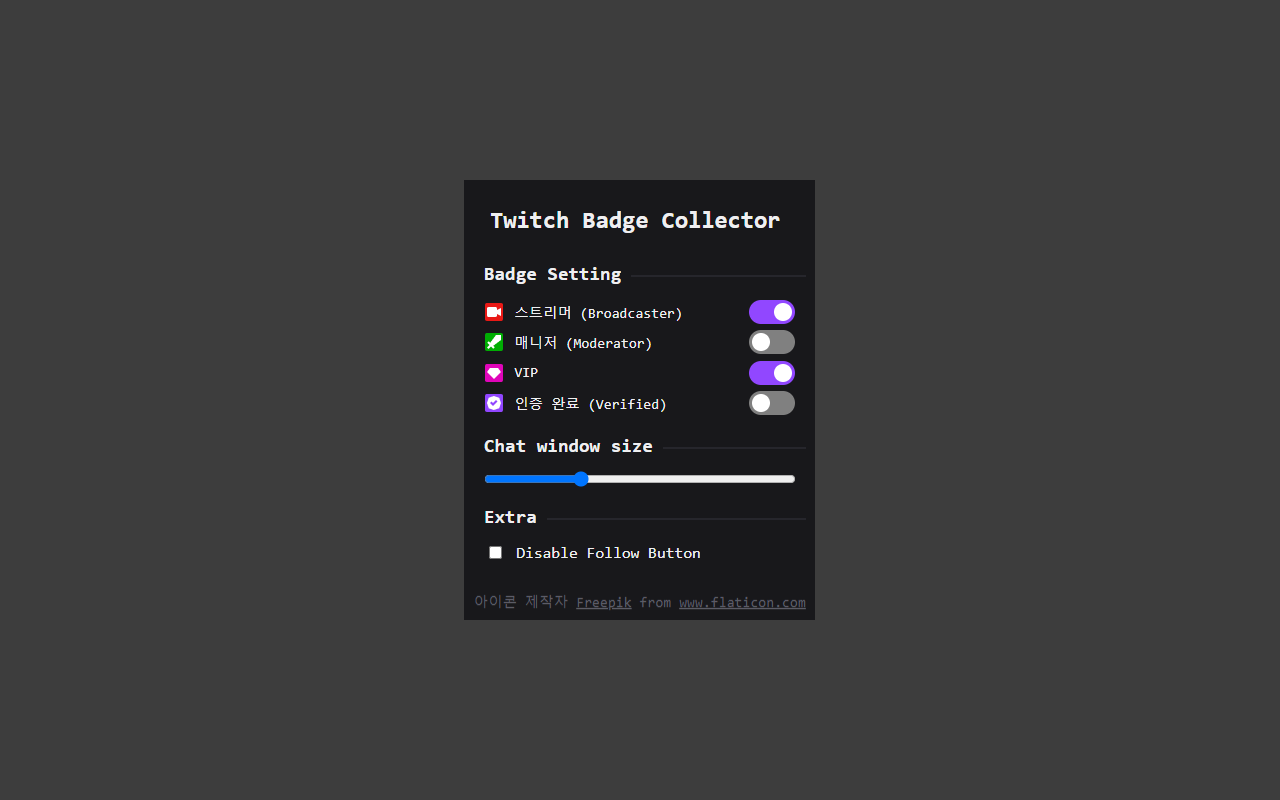 Twitch Badge Collector
Badge Setting
스트리머 (Broadcaster)
매니저 (Moderator)
VIP
인증 완료 (Verified)
Chat window size
Extra
Disable Follow Button
아이콘 제작자 Freepik from www.flaticon.com